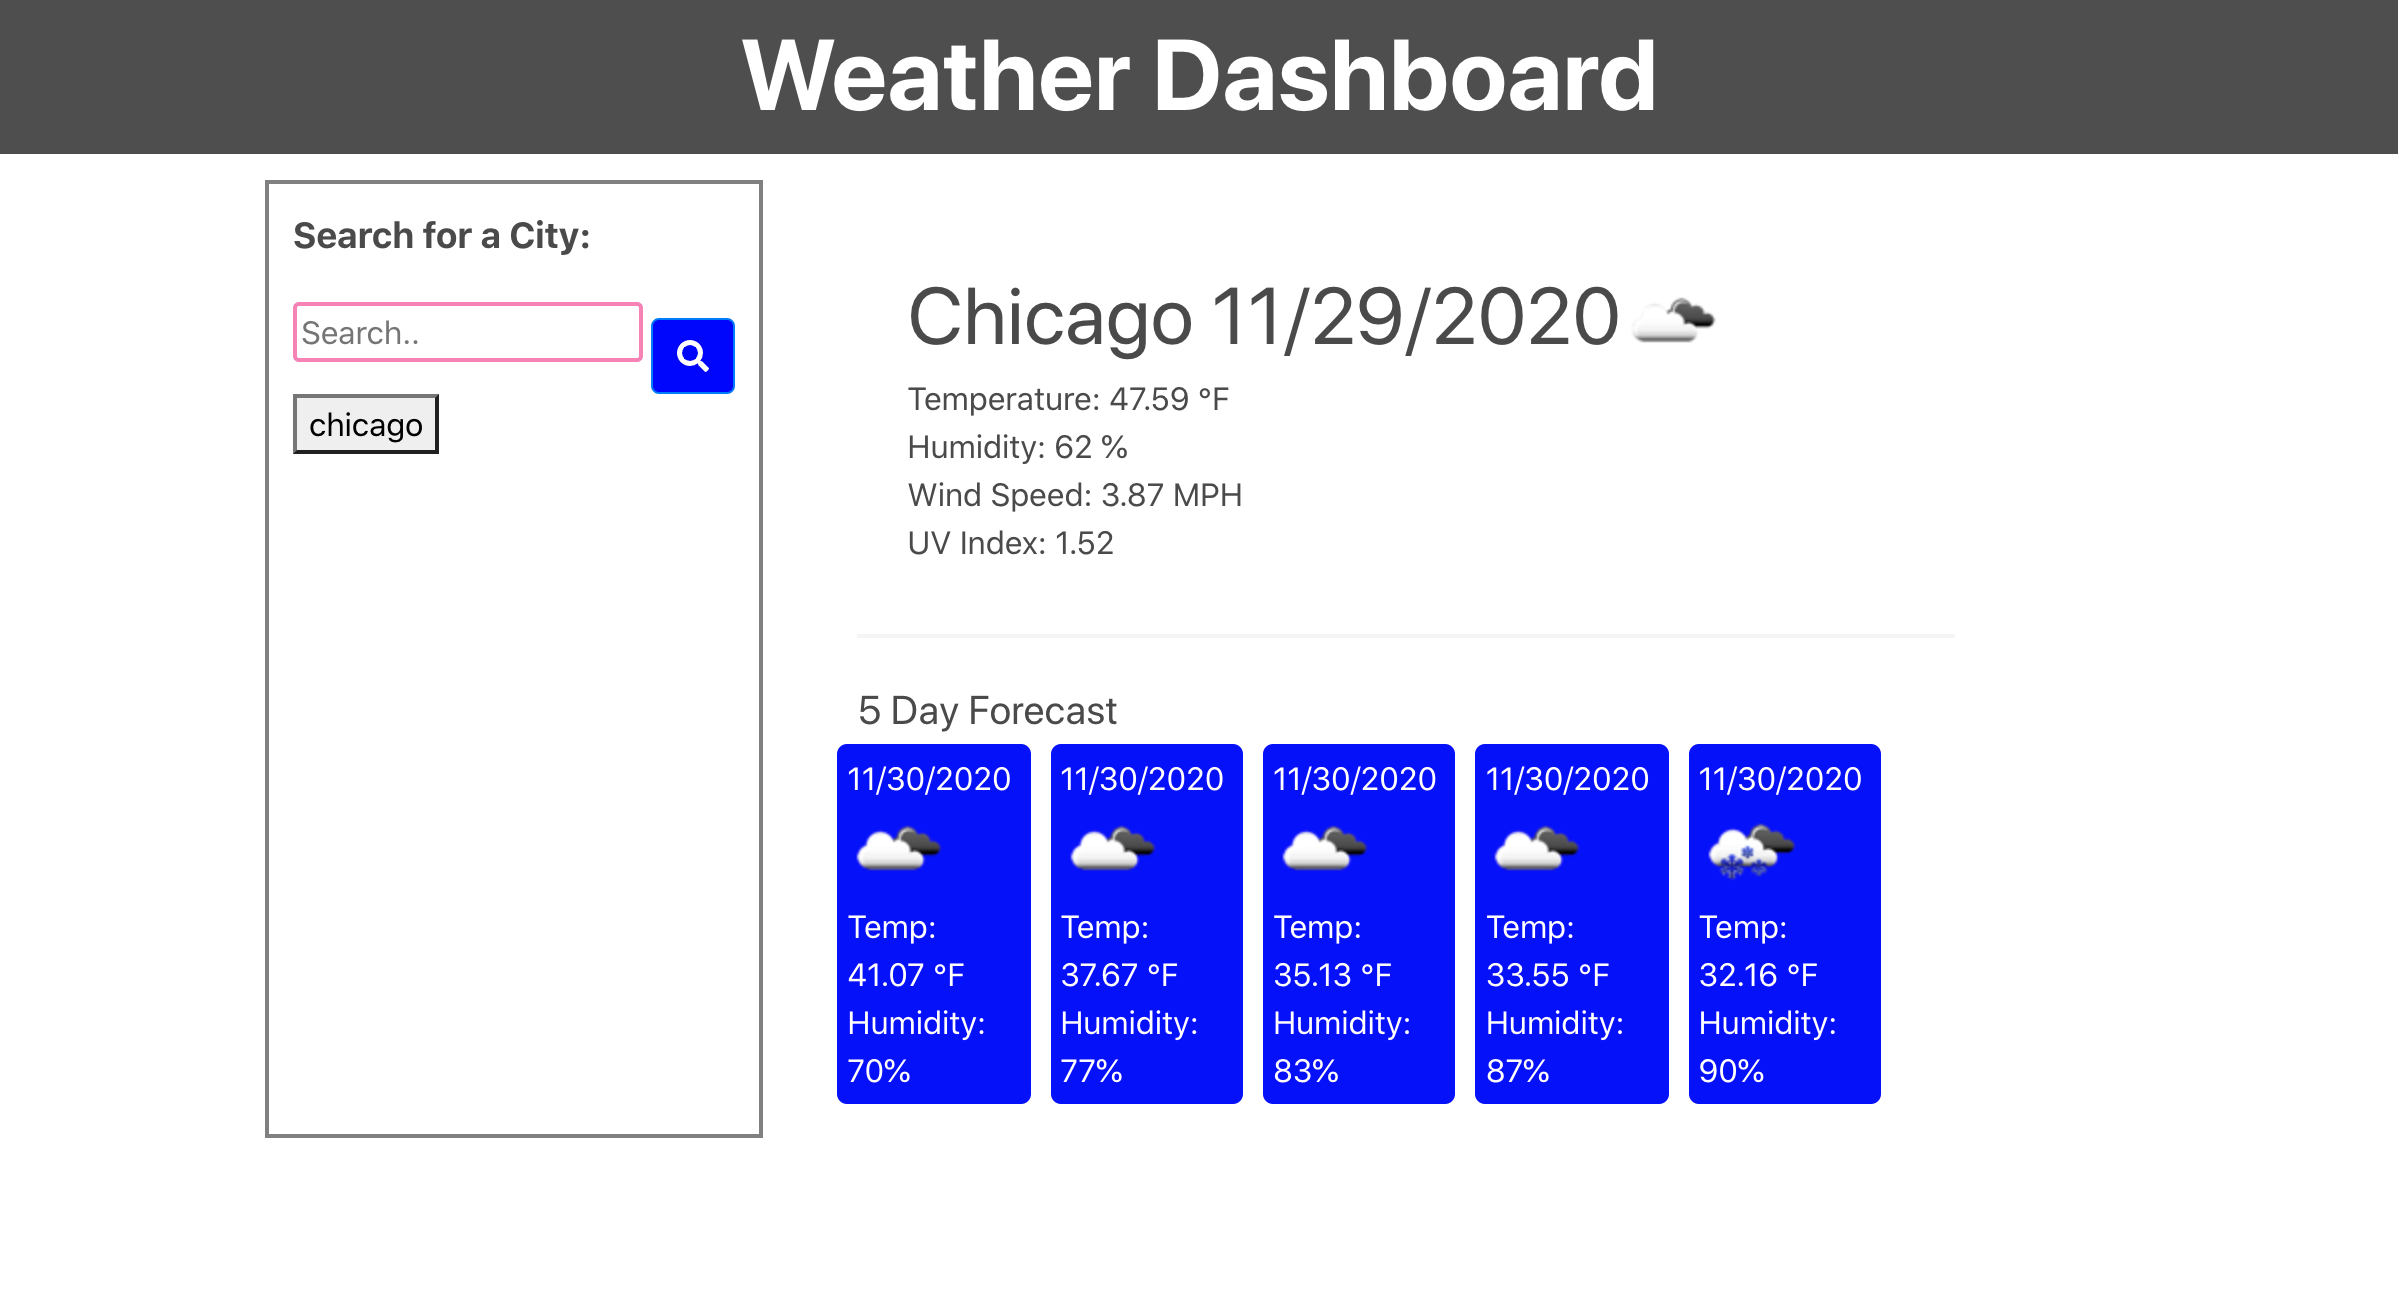 Weather Dashboard
Search for a City:
Search..
chicago
Chicago 11/29/2020
Temperature: 47.59 °F
Humidity: 62 %
Wind Speed: 3.87 MPH
UV Index: 1.52
5 Day Forecast
11/30/2020
Temp:
41.07 °F
Humidity:
70%
11/30/2020
Temp:
37.67 °F
Humidity:
77%
11/30/2020
Temp:
35.13 °F
Humidity:
83%
11/30/2020
Temp:
33.55 °F
Humidity:
87%
11/30/2020
Temp:
32.16 °F
Humidity:
90%